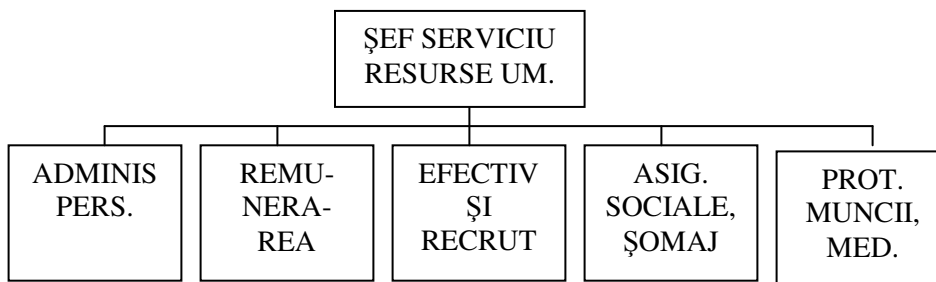 ŞEF SERVICIU
RESURSE UM.
ADMINIS
PERS.
REMU-
NERA-
REA
EFECTIV
ŞI
RECRUT
ASIG.
SOCIALE,
ŞOMAJ
PROT.
MUNCII,
MED.